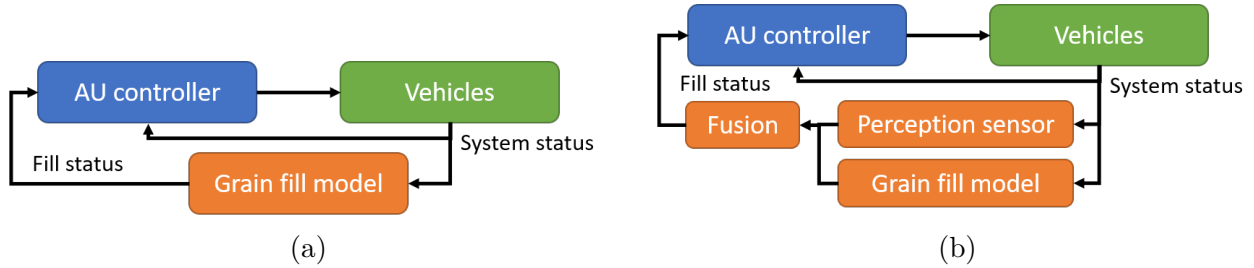 AU controller
Vehicles
System status
Fill status
Grain fill model
(a)
AU controller
Vehicles
Fill status
System status
Fusion
Perception sensor
Grain fill model
(b)